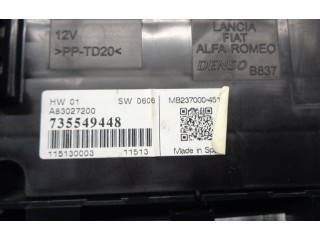 12V
>PP-TD20<
LANCIA
FIAT
ALFA ROMEO
DENSO B837
HW 01 SW 0606
A83027200
735549448
115130003 11513
MB237000-451
Made in